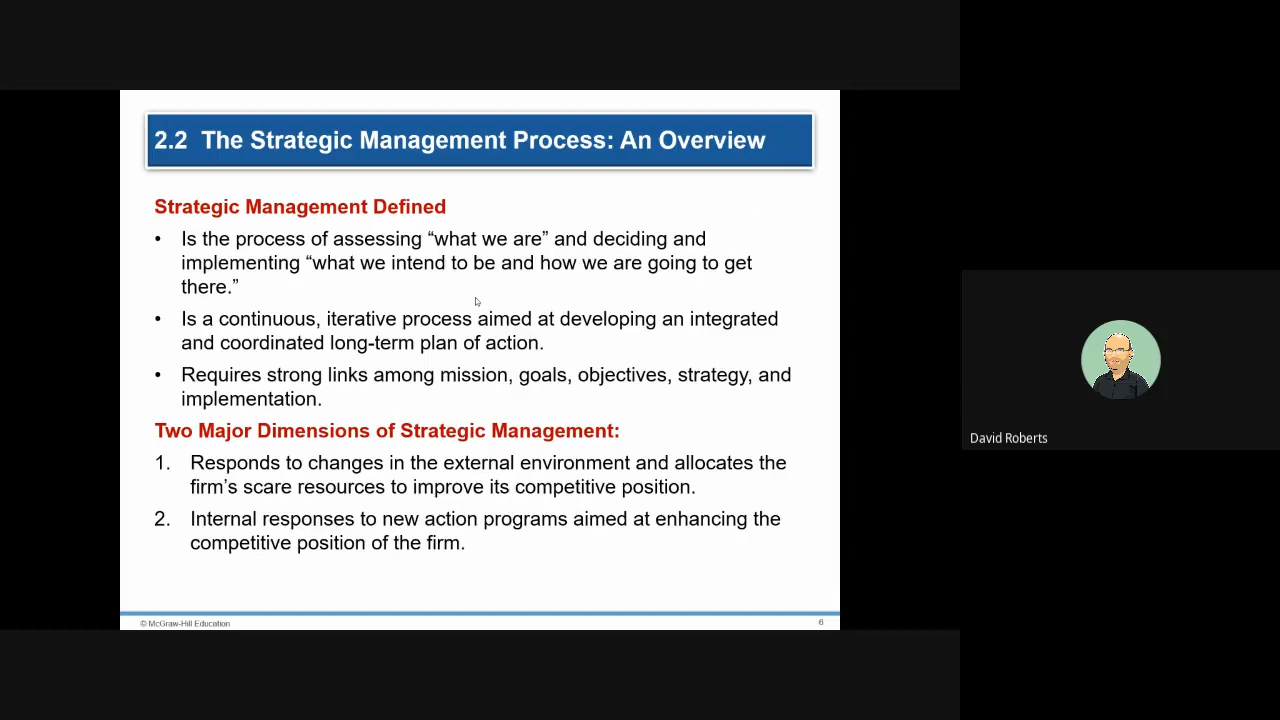 2.2 The Strategic Management Process: An Overview
Strategic Management Defined
• Is the process of assessing “what we are” and deciding and
implementing “what we intend to be and how we are going to get
there.”
• Is a continuous, iterative process aimed at developing an integrated
and coordinated long-term plan of action.
• Requires strong links among mission, goals, objectives, strategy, and
implementation.
Two Major Dimensions of Strategic Management:
1. Responds to changes in the external environment and allocates the
firm’s scare resources to improve its competitive position.
2. Internal responses to new action programs aimed at enhancing the
competitive position of the firm.
© McGraw-Hill Education
6
David Roberts